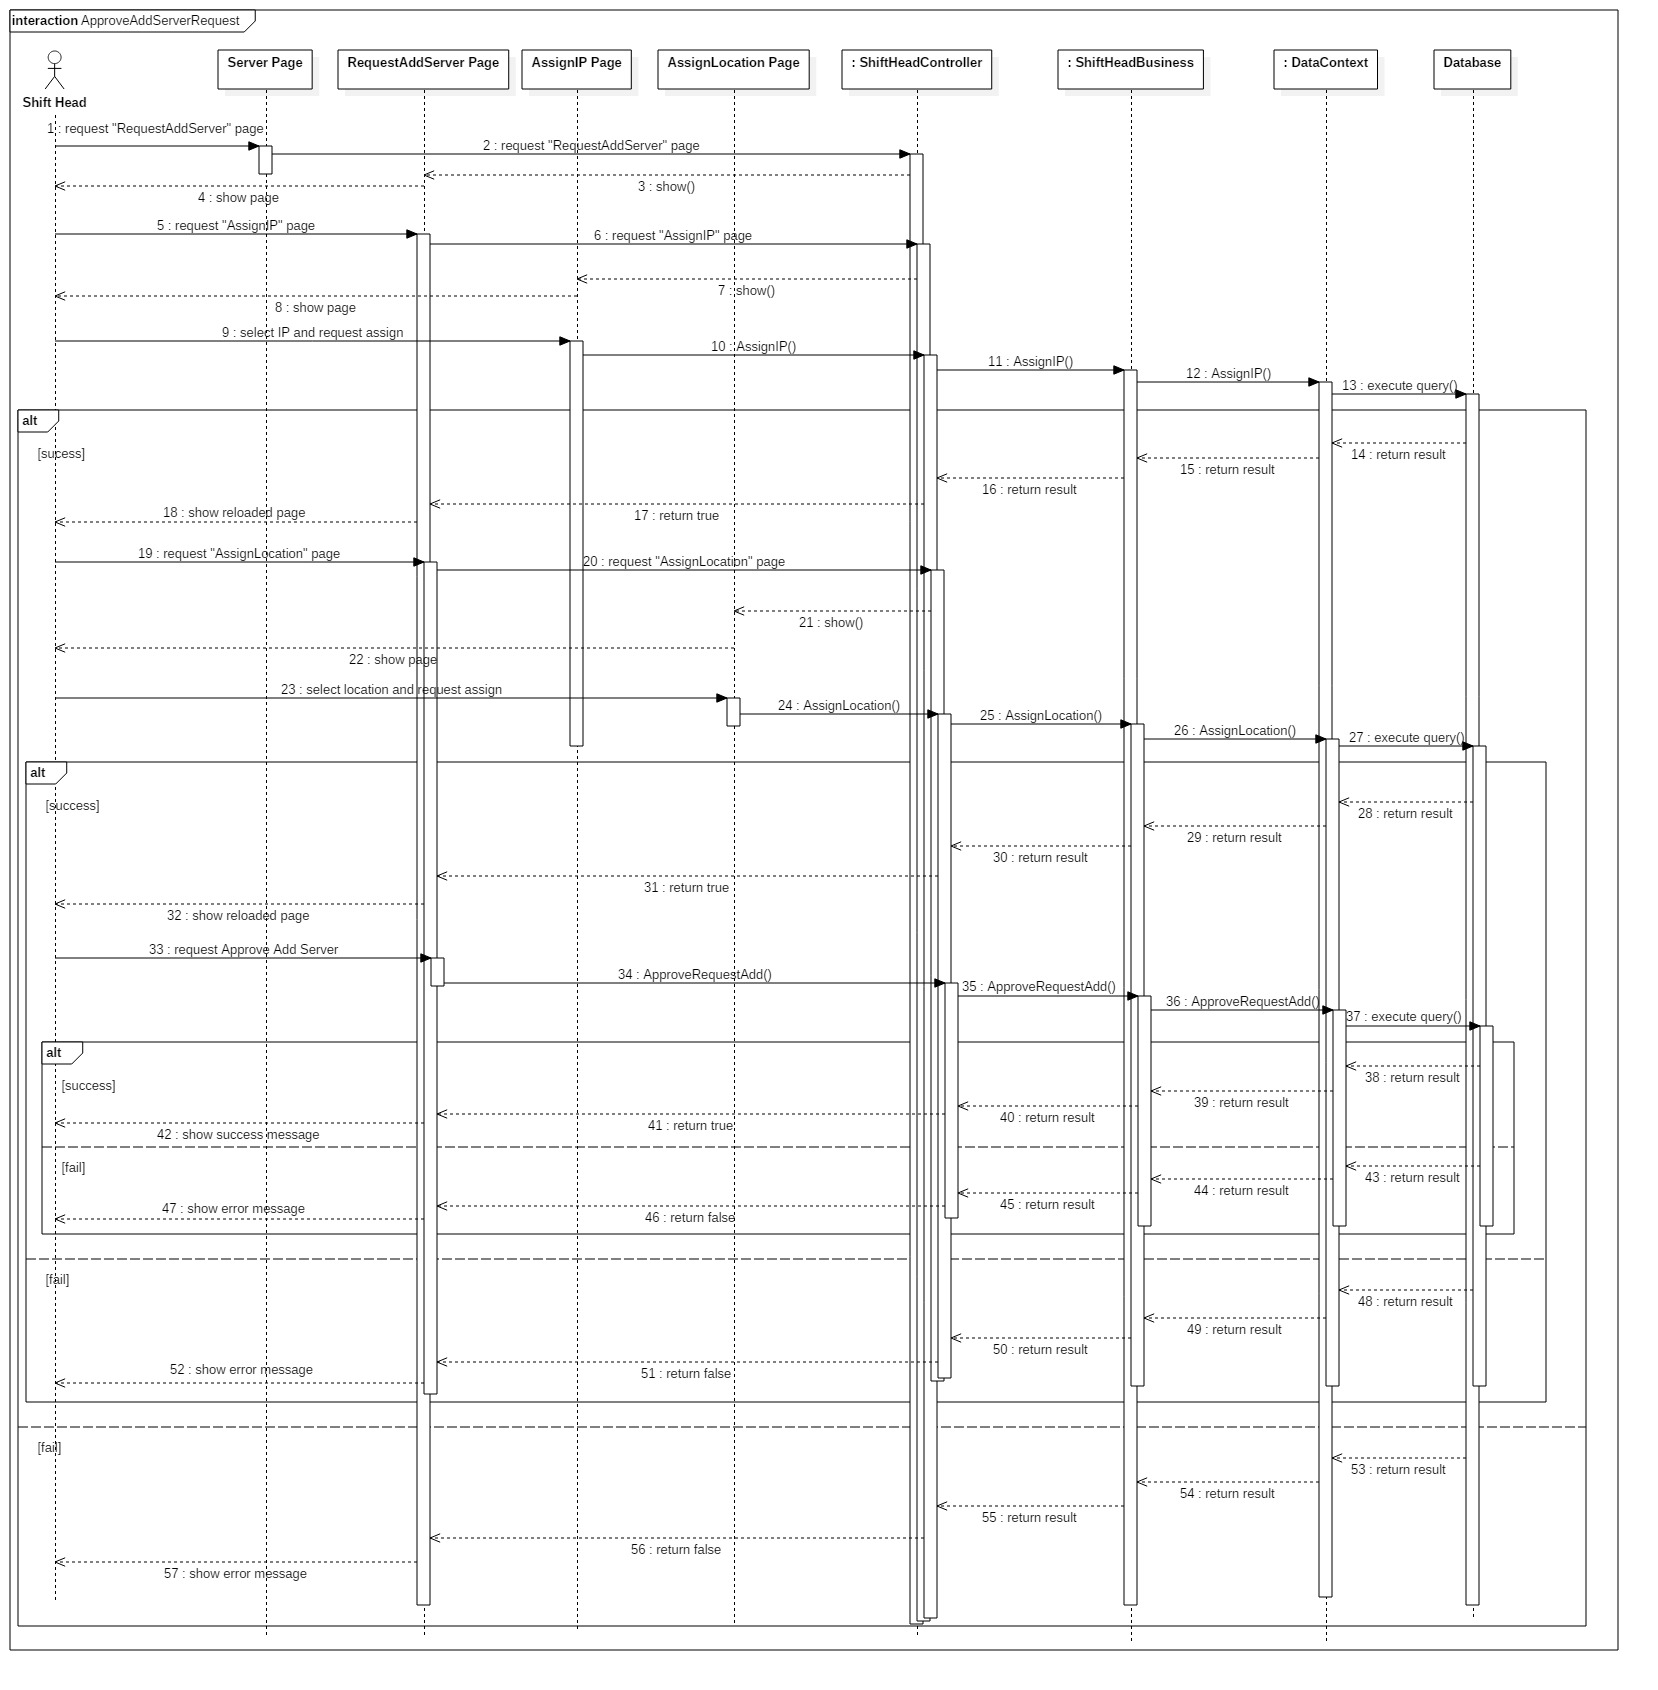 interaction ApproveAddServerRequest
Server Page
RequestAddServer Page
AssignIP Page
AssignLocation Page
: ShiftHeadController
: ShiftHeadBusiness
: DataContext
Database
Shift Head
1 : request "RequestAddServer" page
2 : request "RequestAddServer" page
3 : show()
4 : show page
5 : request "AssignIP" page
6 : request "AssignIP" page
7 : show()
8 : show page
9 : select IP and request assign
10 : AssignIP()
11 : AssignIP()
12 : AssignIP()
13 : execute query()
alt
[sucess]
14 : return result
15 : return result
16 : return result
17 : return true
18 : show reloaded page
19 : request "AssignLocation" page
20 : request "AssignLocation" page
21 : show()
22 : show page
23 : select location and request assign
24 : AssignLocation()
25 : AssignLocation()
26 : AssignLocation()
27 : execute query()
alt
[success]
28 : return result
29 : return result
30 : return result
31 : return true
32 : show reloaded page
33 : request Approve Add Server
34 : ApproveRequestAdd()
35 : ApproveRequestAdd()
36 : ApproveRequestAdd()
37 : execute query()
alt
[success]
38 : return result
39 : return result
40 : return result
41 : return true
42 : show success message
[fail]
43 : return result
44 : return result
45 : return result
46 : return false
47 : show error message
[fail]
48 : return result
49 : return result
50 : return result
51 : return false
52 : show error message
[fail]
53 : return result
54 : return result
55 : return result
56 : return false
57 : show error message